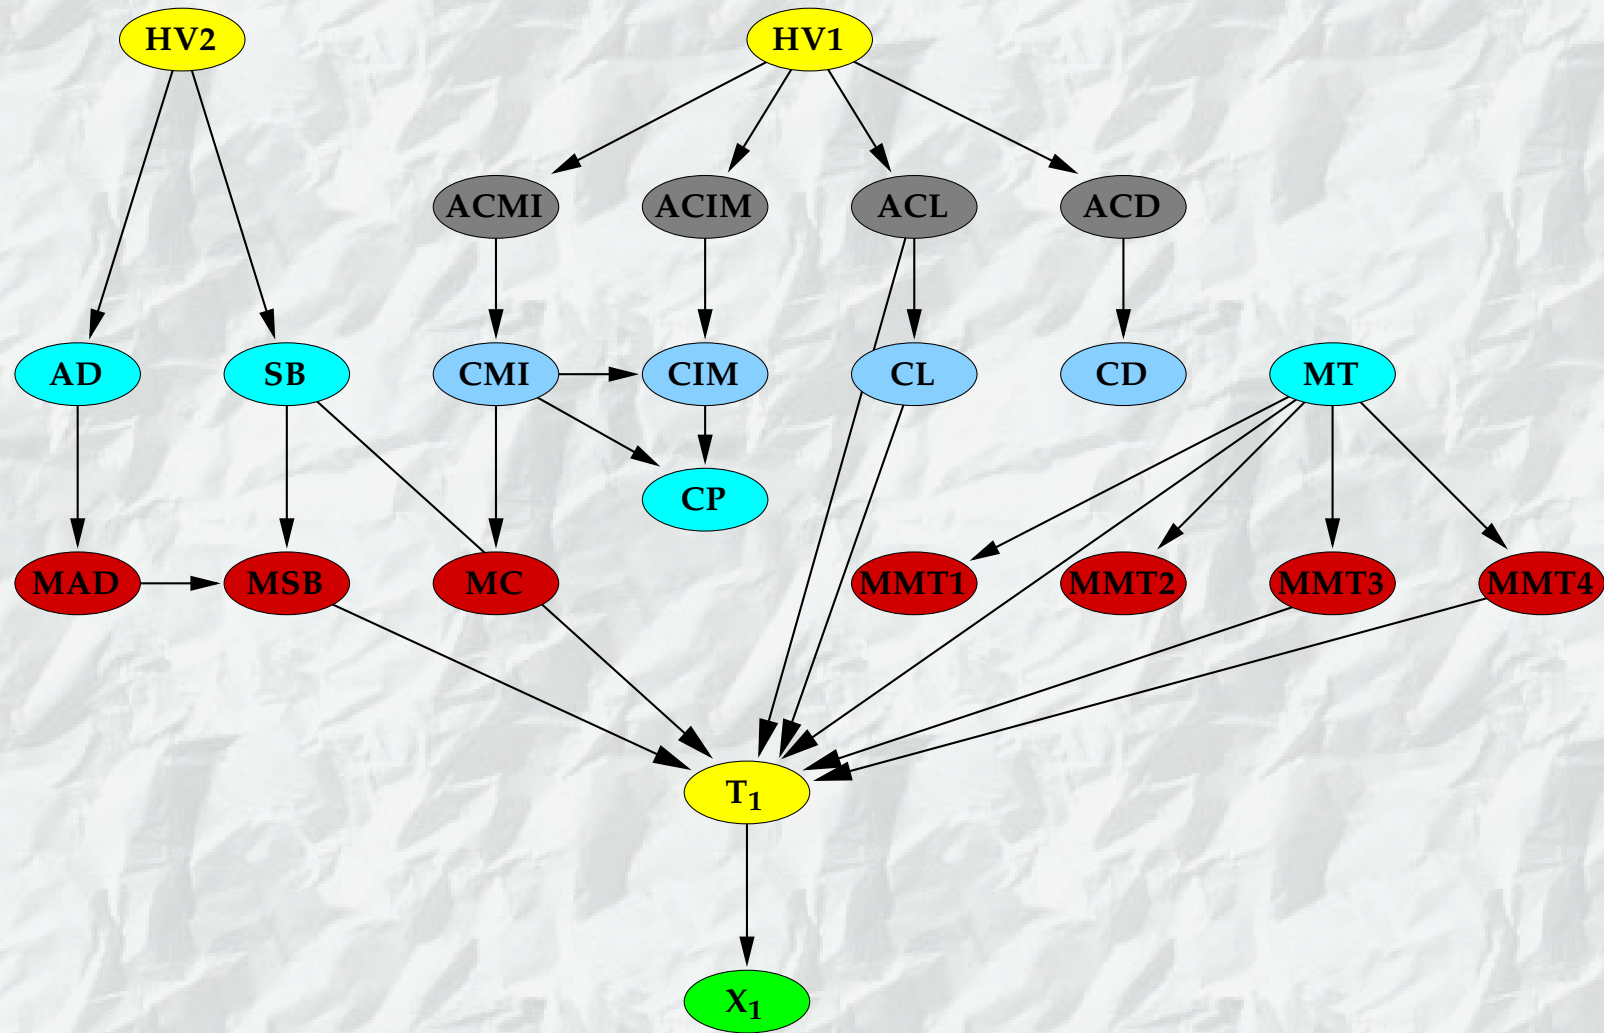 HV2 HV1
ACMI ACIM ACL ACD
AD SB CMI CIM CL CD MT
CP
MAD MSB MC MMT1 MMT2 MMT3 MMT4
T1
X1